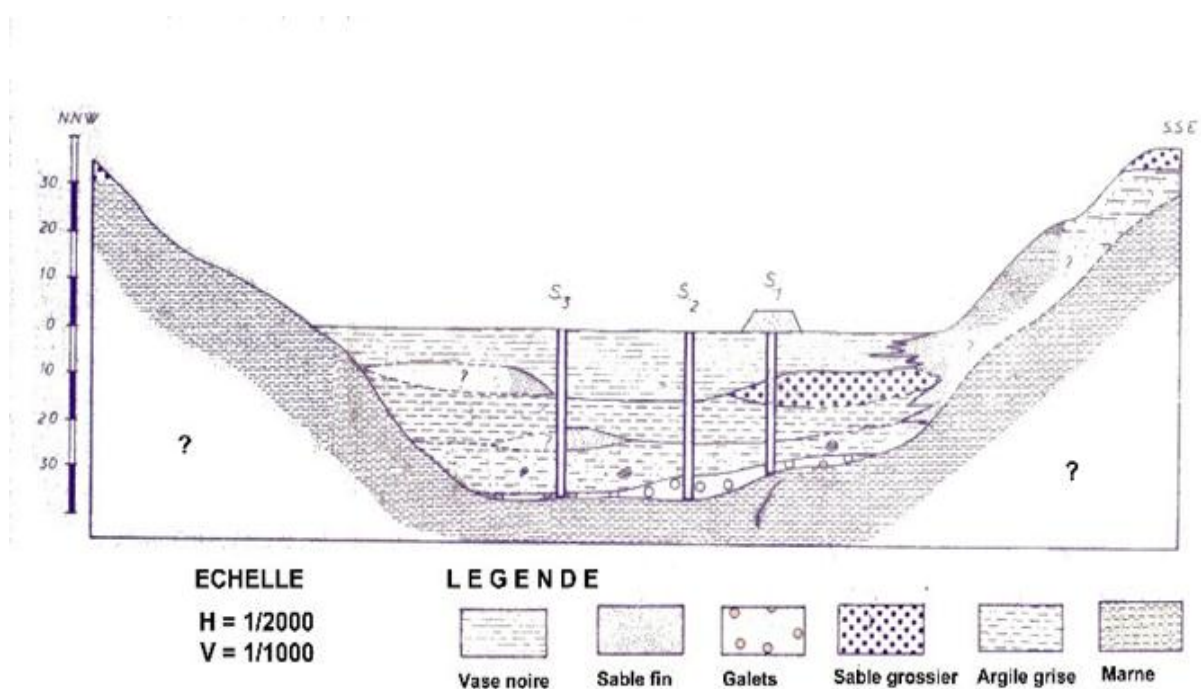 NNW
SSE
30
20
10
0
10
20
30
S3
S2
S1
?
?
?
?
?
?
ECHELLE
H = 1/2000
V = 1/1000
LEGENDE
Vase noire
Sable fin
Galets
Sable grossier
Argile grise
Marne